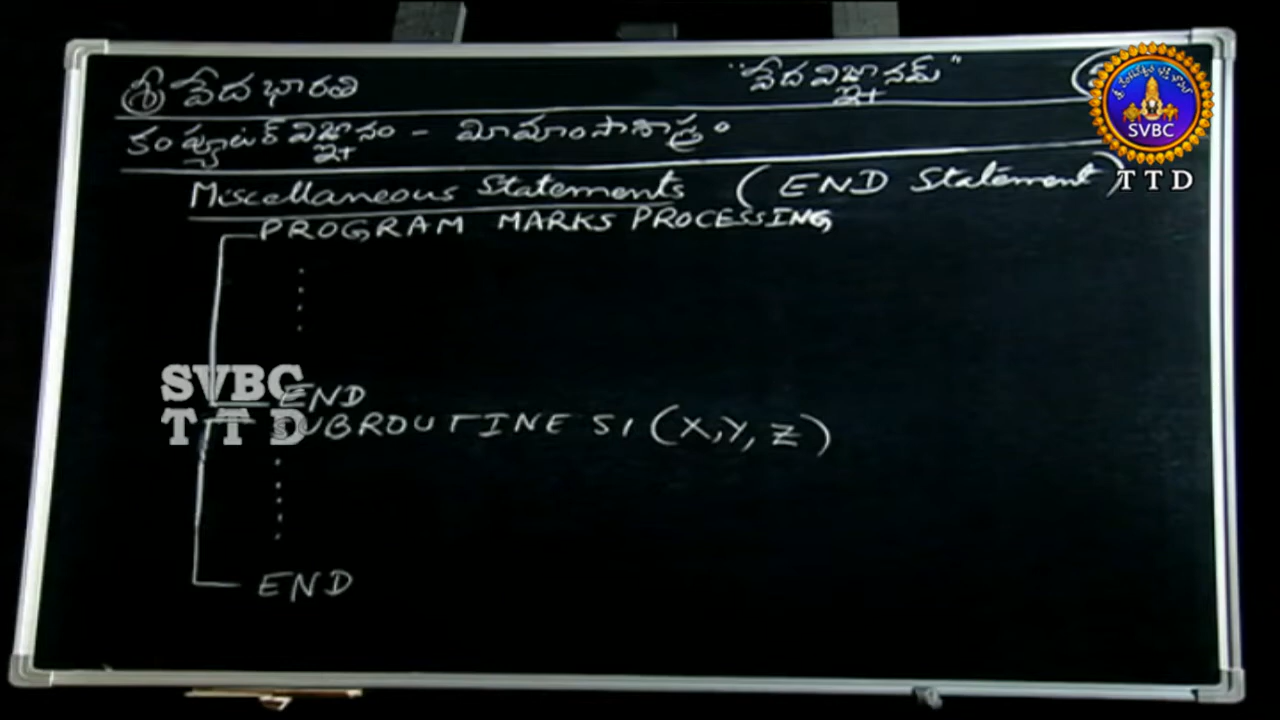 శ్రీ వేద భారతి "వేద విజ్ఞానమ్"
కంప్యూటర్ విజ్ఞానం - మీమాంసాశాస్త్రం
Miscellaneous Statements (END Statement)
PROGRAM MARKS PROCESSING
END
SUBROUTINE S1 (X,Y,Z)
END
SVBC
TTD
SVBC
TTD